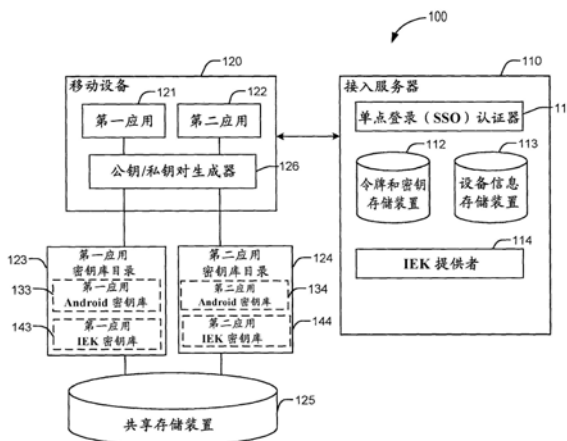 100
120
110
移动设备
接入服务器
121
122
第一应用
第二应用
单点登录（SSO）认证器
11
112
113
公钥/私钥对生成器
126
令牌和密钥
存储装置
设备信息
存储装置
114
IEK 提供者
123
第一应用
密钥库目录
133
第一应用
Android 密钥库
143
第一应用
IEK 密钥库
第二应用
124
密钥库目录
第二应用
134
Android 密钥库
第二应用
144
IEK 密钥库
125
共享存储装置